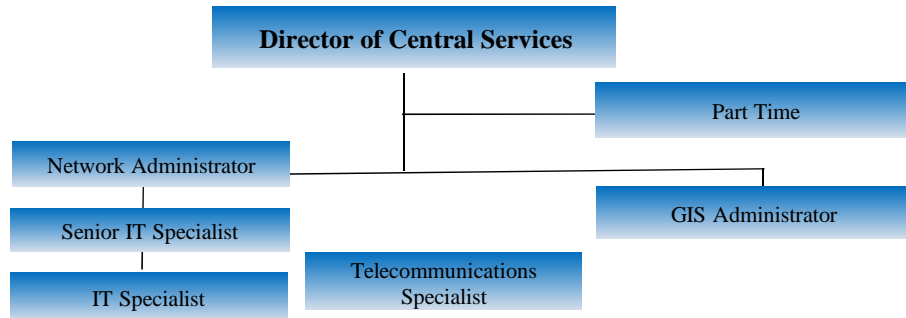 Director of Central Services
Part Time
Network Administrator
Senior IT Specialist
GIS Administrator
Telecommunications
Specialist
IT Specialist